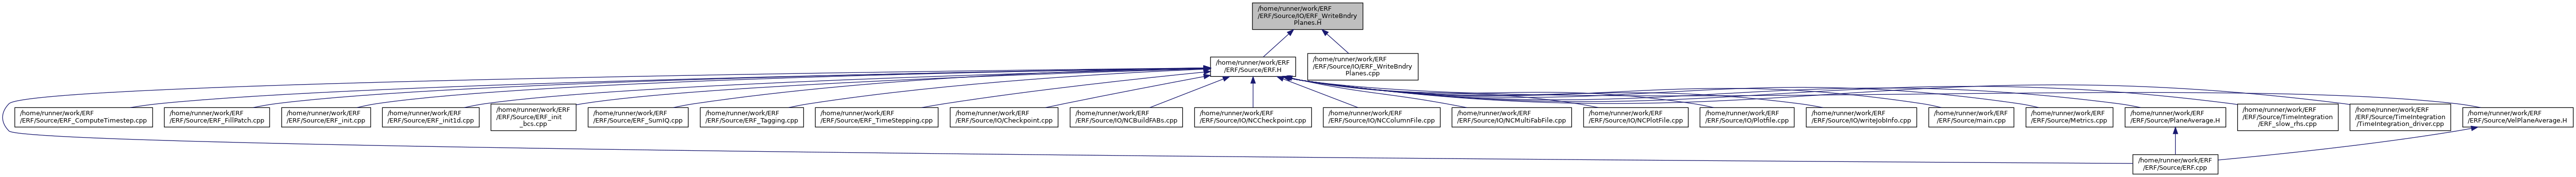 /home/runner/work/ERF
/ERF/Source/IO/ERF_WriteBndry
Planes.H
/home/runner/work/ERF
/ERF/Source/ERF.H
/home/runner/work/ERF
/ERF/Source/IO/ERF_WriteBndry
Planes.cpp
/home/runner/work/ERF
/ERF/Source/ERF_ComputeTimestep.cpp
/home/runner/work/ERF
/ERF/Source/ERF_FillPatch.cpp
/home/runner/work/ERF
/ERF/Source/ERF_init.cpp
/home/runner/work/ERF
/ERF/Source/ERF_init1d.cpp
/home/runner/work/ERF
/ERF/Source/ERF_init
_bcs.cpp
/home/runner/work/ERF
/ERF/Source/ERF_SumIQ.cpp
/home/runner/work/ERF
/ERF/Source/ERF_Tagging.cpp
/home/runner/work/ERF
/ERF/Source/ERF_TimeStepping.cpp
/home/runner/work/ERF
/ERF/Source/IO/Checkpoint.cpp
/home/runner/work/ERF
/ERF/Source/IO/NCBuildFABs.cpp
/home/runner/work/ERF
/ERF/Source/IO/NCCheckpoint.cpp
/home/runner/work/ERF
/ERF/Source/IO/NCColumnFile.cpp
/home/runner/work/ERF
/ERF/Source/IO/NCMultiFabFile.cpp
/home/runner/work/ERF
/ERF/Source/IO/NCPlotFile.cpp
/home/runner/work/ERF
/ERF/Source/IO/Plotfile.cpp
/home/runner/work/ERF
/ERF/Source/IO/writeJobInfo.cpp
/home/runner/work/ERF
/ERF/Source/main.cpp
/home/runner/work/ERF
/ERF/Source/Metrics.cpp
/home/runner/work/ERF
/ERF/Source/PlaneAverage.H
/home/runner/work/ERF
/ERF/Source/TimeIntegration
/ERF_slow_rhs.cpp
/home/runner/work/ERF
/ERF/Source/TimeIntegration
/TimeIntegration_driver.cpp
/home/runner/work/ERF
/ERF/Source/VelPlaneAverage.H
/home/runner/work/ERF
/ERF/Source/ERF.cpp